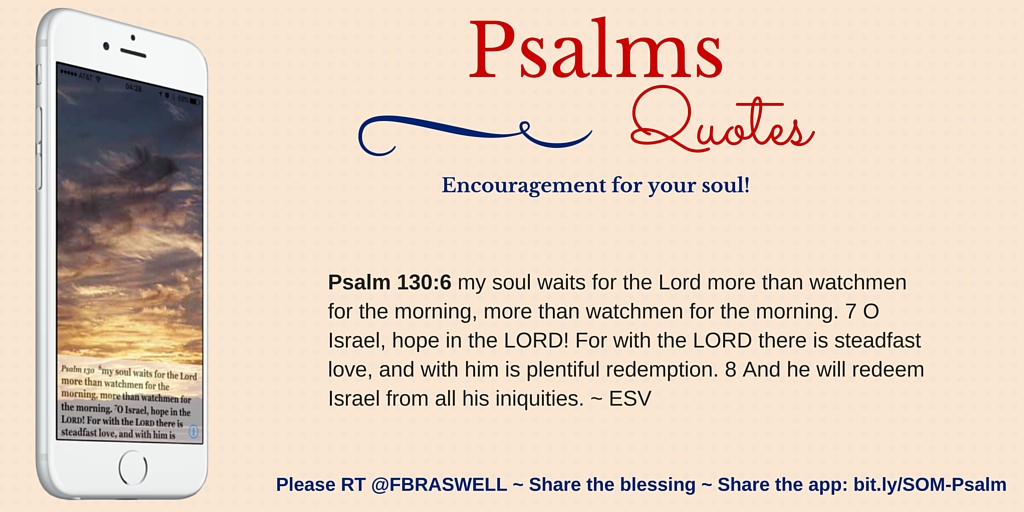 ●●●●● AT&T
04:28
Psalm 130 ⁶my soul waits for the Lord
more than watchmen for the
morning, more than watchmen for
the morning. ⁷O Israel, hope in the
LORD! For with the LORD there is
steadfast love, and with him is
Psalms
Quotes
Encouragement for your soul!
Psalm 130:6 my soul waits for the Lord more than watchmen
for the morning, more than watchmen for the morning. 7 O
Israel, hope in the LORD! For with the LORD there is steadfast
love, and with him is plentiful redemption. 8 And he will redeem
Israel from all his iniquities. ~ ESV
Please RT @FBRASWELL ~ Share the blessing ~ Share the app: bit.ly/SOM-Psalm